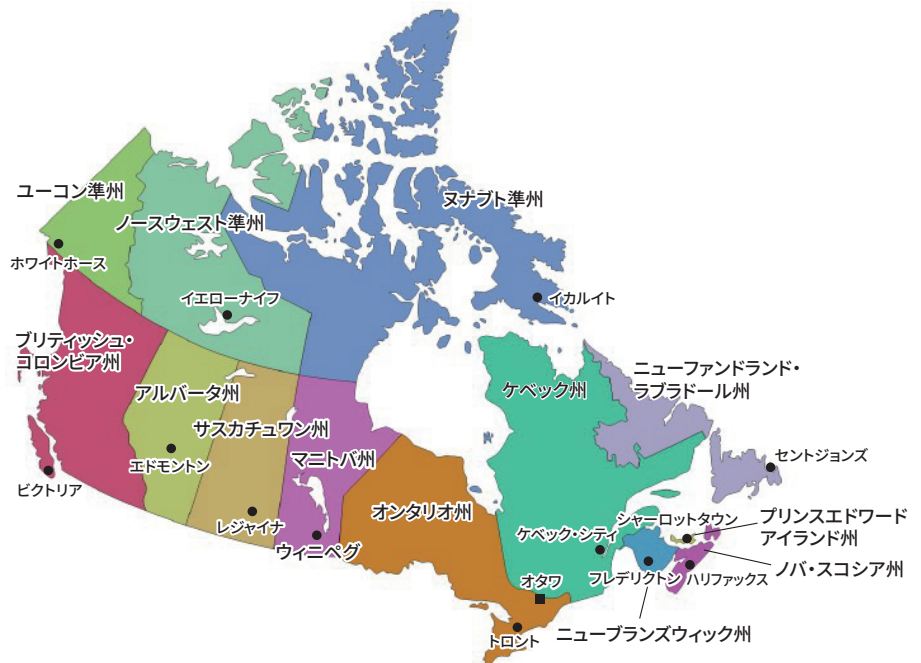 ユーコン準州
ノースウェスト準州
ヌナブト準州
ホワイトホース
イエローナイフ
イカルイト
ブリティッシュ・
コロンビア州
アルバータ州
サスカチュワン州
マニトバ州
オンタリオ州
ケベック州
ニューファンドランド・
ラブラドール州
エドモントン
ビクトリア
レジャイナ
ウィニペグ
セントジョンズ
シャーロットタウン
プリンスエドワード
アイランド州
ケベック・シティ
ノバ・スコシア州
オタワ
フレデリクトン
ハリファックス
ニューブランズウィック州
トロント